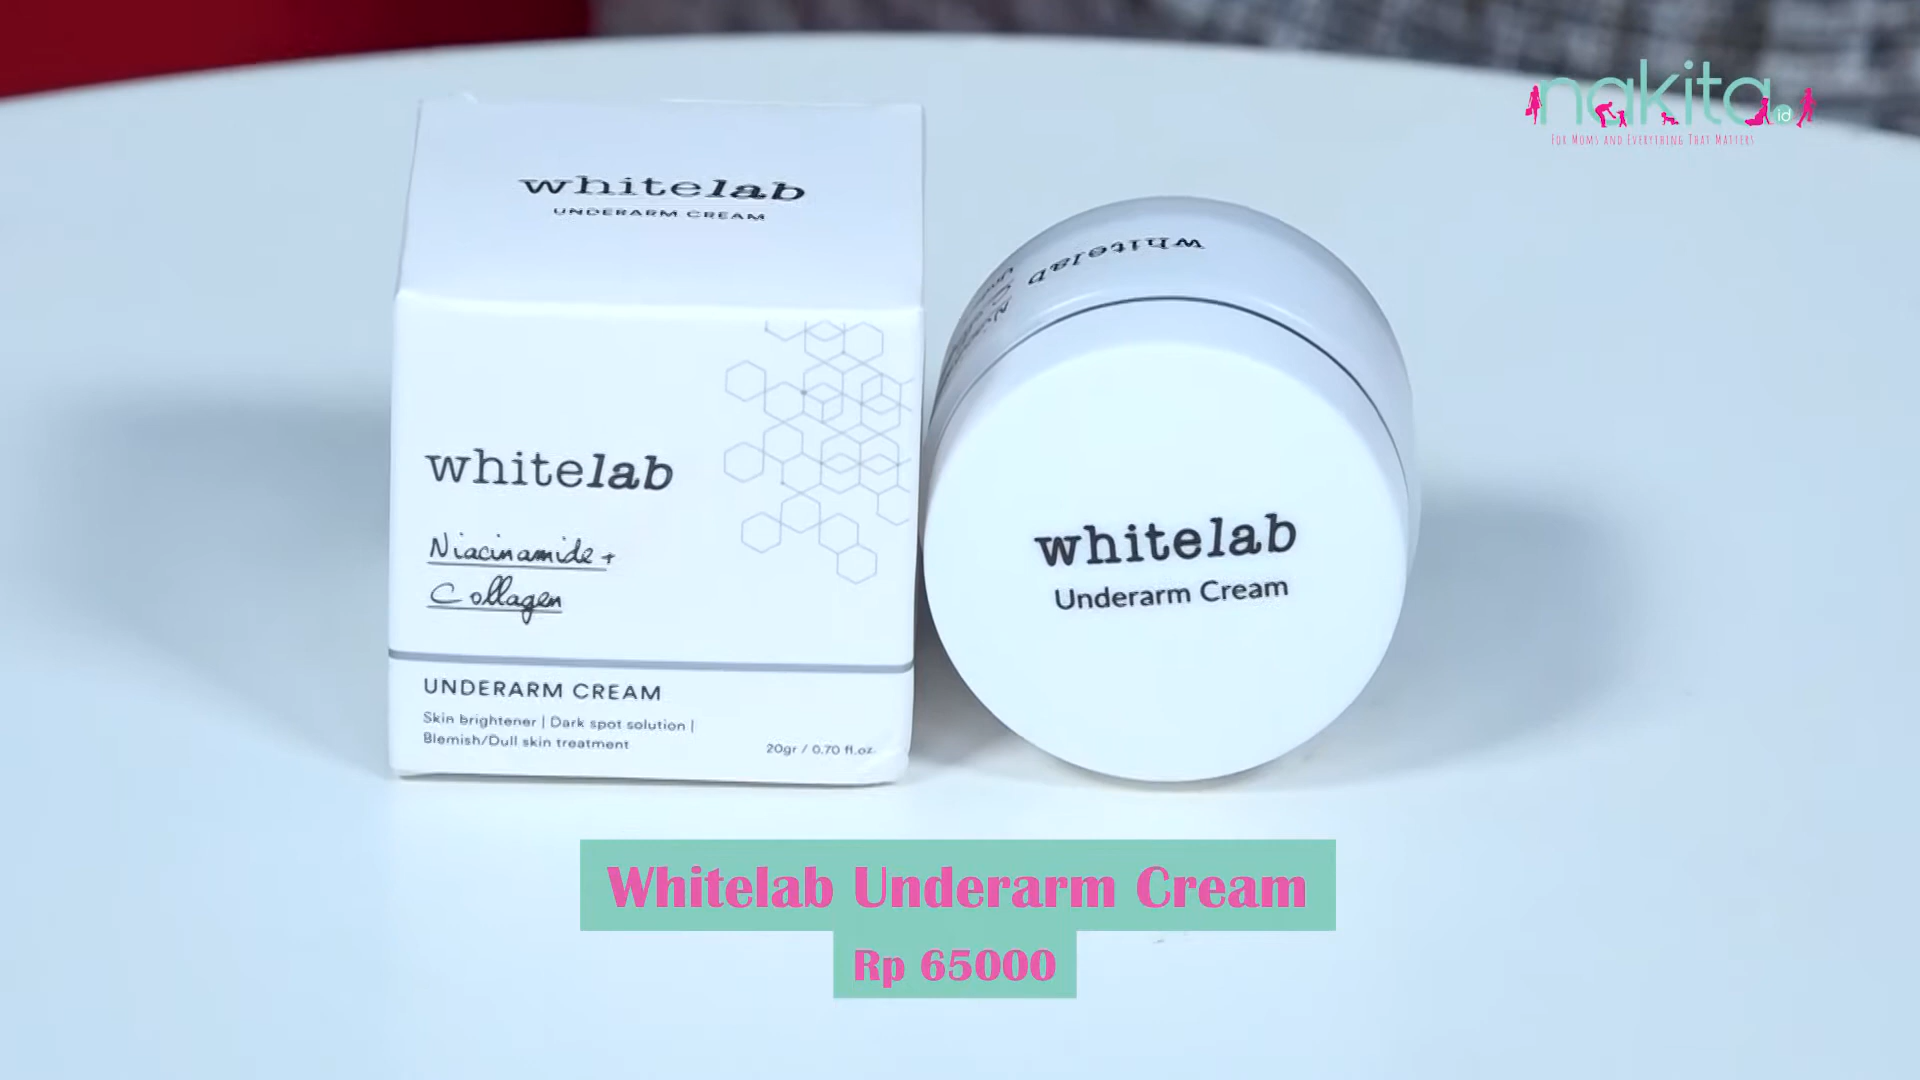 nakita.id
FOR MOMS AND EVERYTHING THAT MATTERS
whitelab
UNDERARM CREAM
whitelab
Niacinamide +
Collagen
UNDERARM CREAM
Skin brightener | Dark spot solution |
Blemish/Dull skin treatment
20gr / 0.70 fl.oz
whitelab
whitelab
Underarm Cream
Whitelab Underarm Cream
Rp 65000